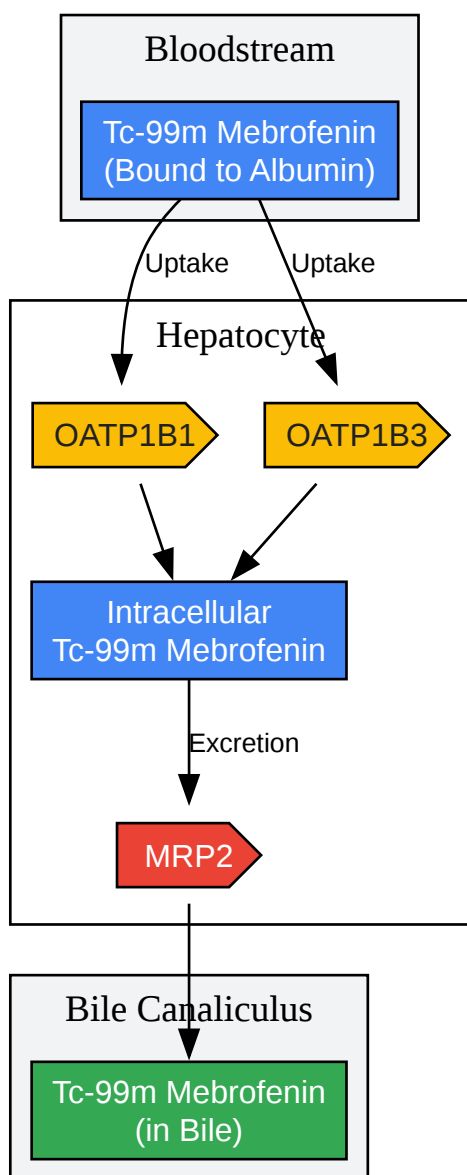 Bloodstream
Tc-99m Mebrofenin
(Bound to Albumin)
Uptake
Uptake
Hepatocyte
OATP1B1
OATP1B3
Intracellular
Tc-99m Mebrofenin
Excretion
MRP2
Bile Canaliculus
Tc-99m Mebrofenin
(in Bile)